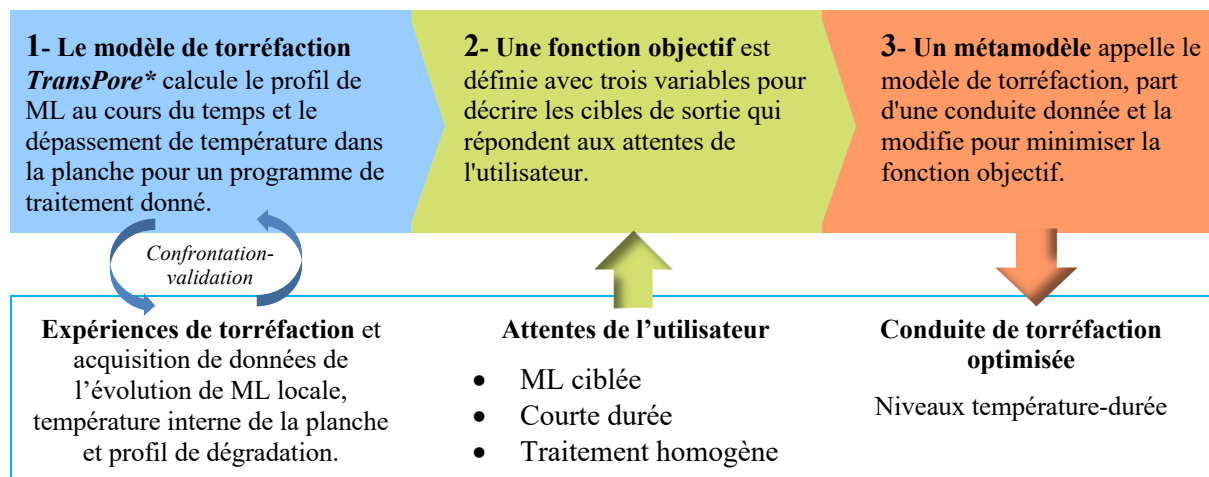 1- Le modèle de torréfaction
TransPore* calcule le profil de
ML au cours du temps et le
dépassement de température dans
la planche pour un programme de
traitement donné.
2- Une fonction objectif est
définie avec trois variables pour
décrire les cibles de sortie qui
répondent aux attentes de
l'utilisateur.
3- Un métamodèle appelle le
modèle de torréfaction, part
d'une conduite donnée et la
modifie pour minimiser la
fonction objectif.
Confrontation-
validation
Expériences de torréfaction et
acquisition de données de
l’évolution de ML locale,
température interne de la planche
et profil de dégradation.
Attentes de l’utilisateur
• ML ciblée
• Courte durée
• Traitement homogène
Conduite de torréfaction
optimisée
Niveaux température-durée